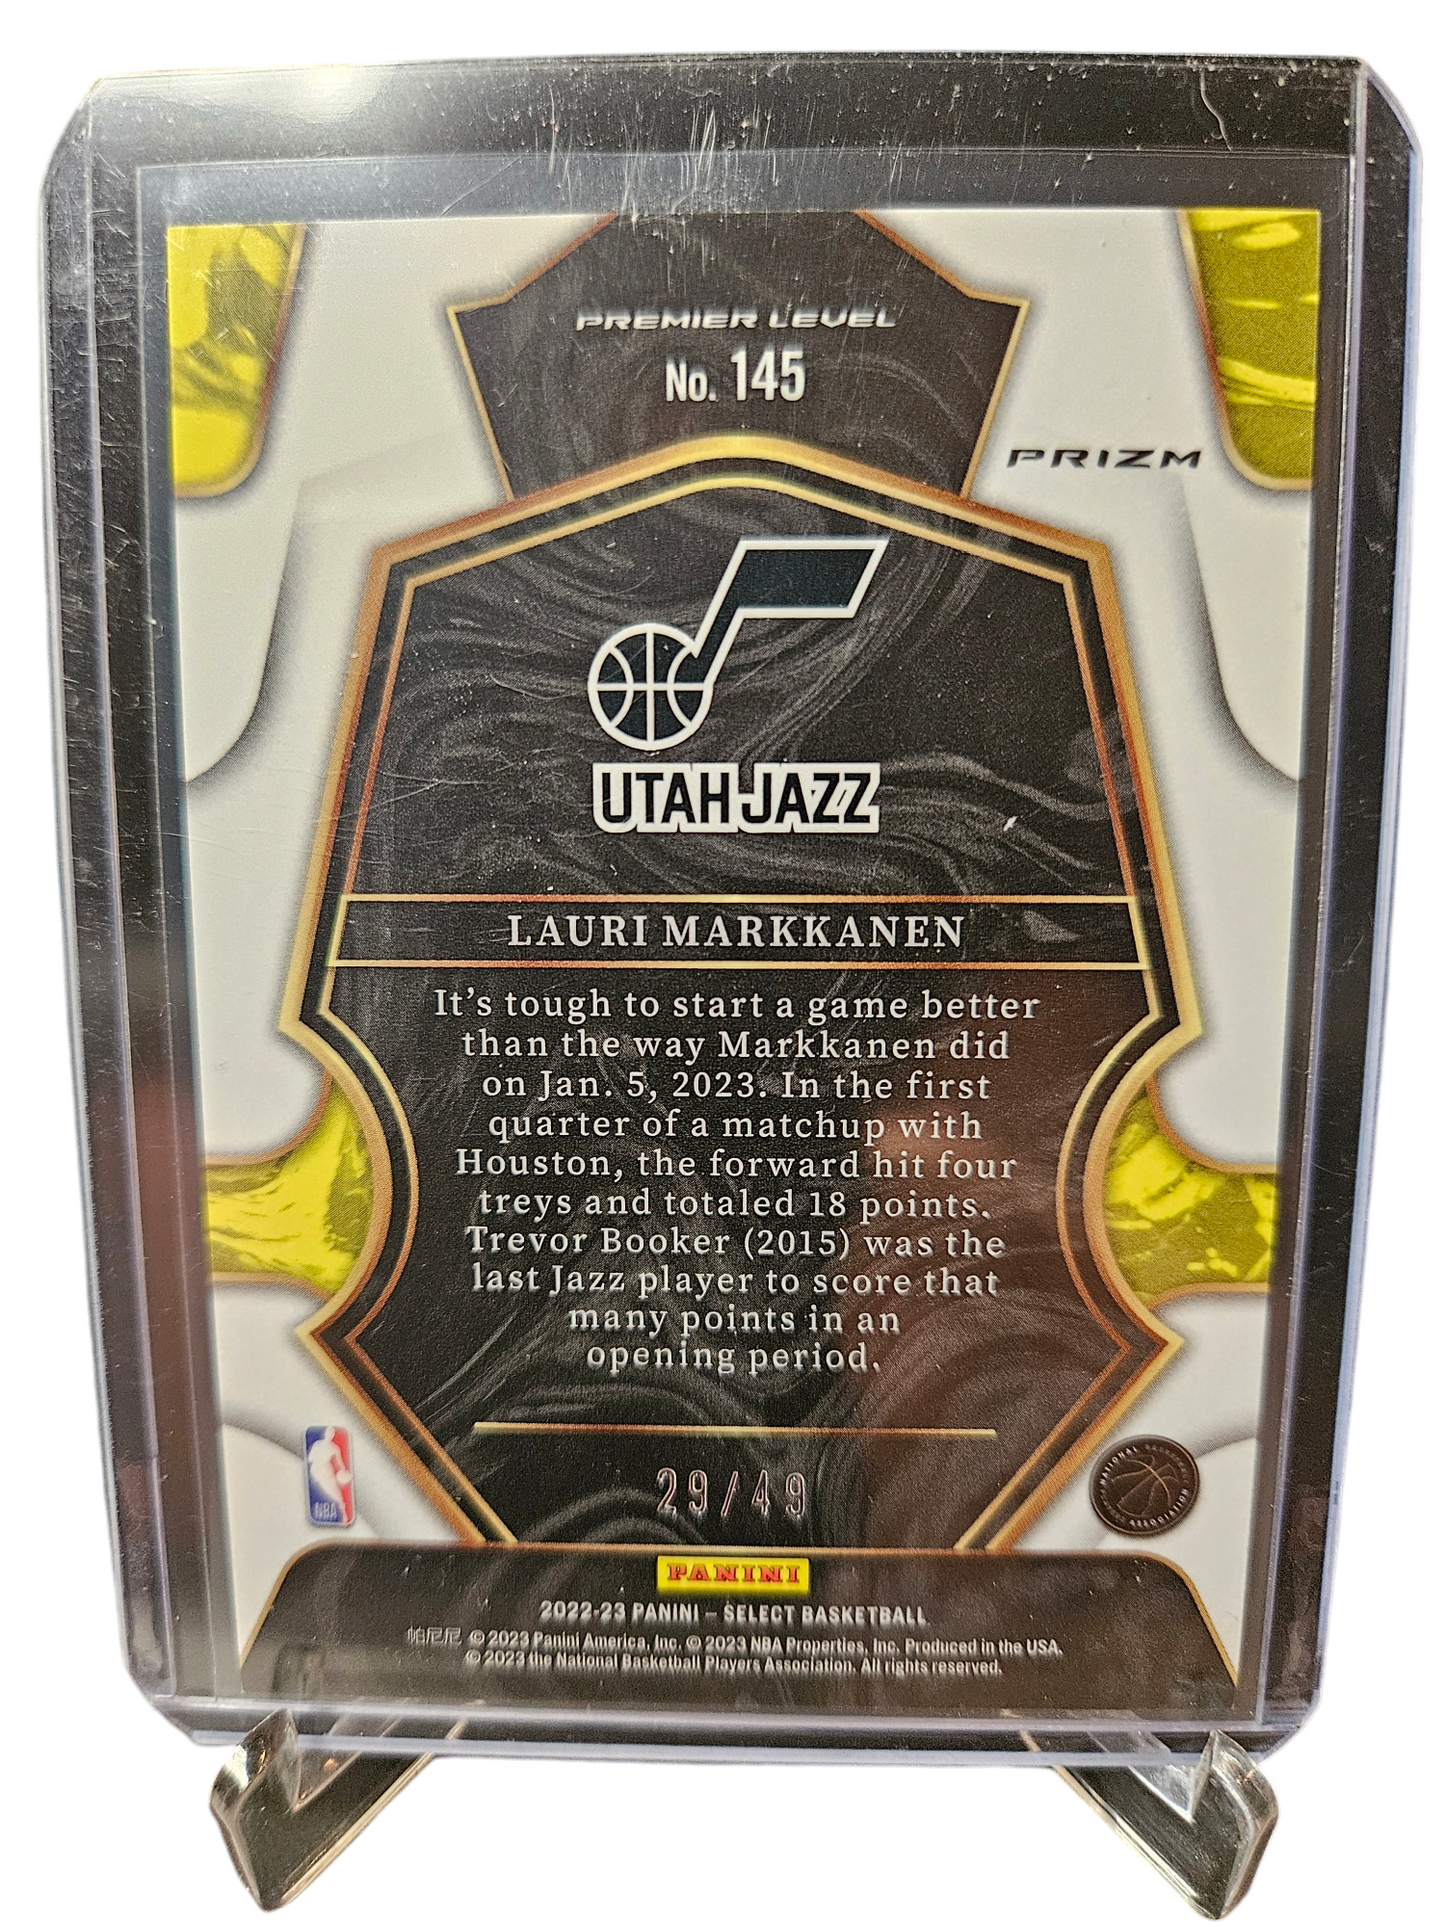 PREMIER LEVEL
No. 145
PRIZM
UTAH JAZZ
LAURI MARKKANEN
It's tough to start a game better
than the way Markkanen did
on Jan. 5, 2023. In the first
quarter of a matchup with
Houston, the forward hit four
treys and totaled 18 points.
Trevor Booker (2015) was the
last Jazz player to score that
many points in an
opening period.
29/49
NBA
NATIONAL BASKETBALL
ASSOCIATION
PANINI
2022-23 PANINI – SELECT BASKETBALL
帕尼尼 © 2023 Panini America, Inc. © 2023 NBA Properties, Inc. Produced in the USA.
© 2023 the National Basketball Players Association. All rights reserved.